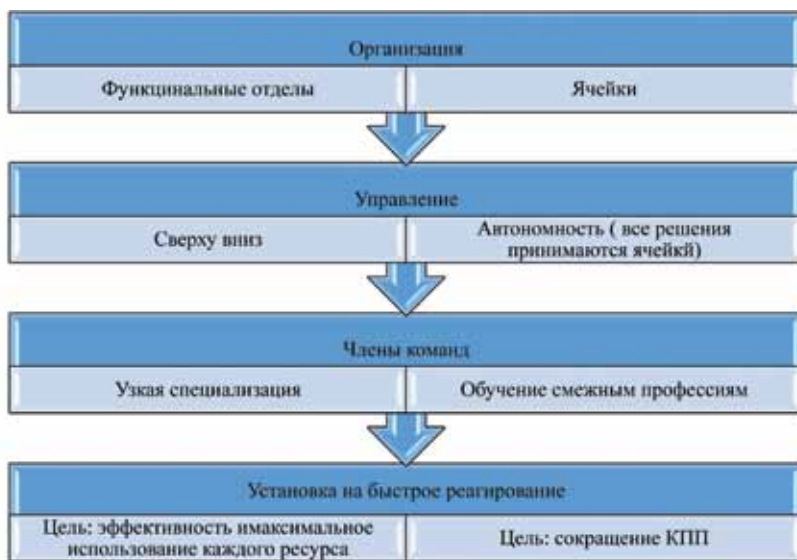 Организация
Функцинальные отделы
Ячейки
Управление
Сверху вниз
Автономность ( все решения
принимаются ячейкй)
Члены команд
Узкая специализация
Обучение смежным профессиям
Установка на быстрое реагирование
Цель: эффективность имаксимальное
использование каждого ресурса
Цель: сокращение КПП